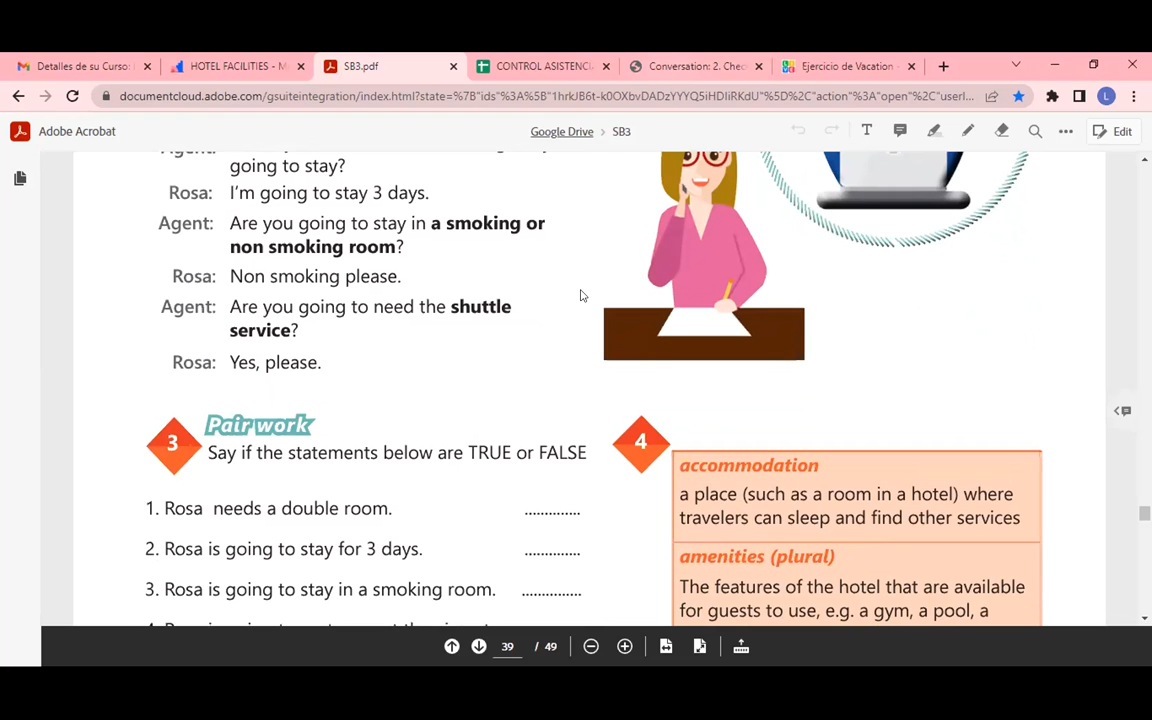 Detalles de su Curso:
HOTEL FACILITIES - M
SB3.pdf
CONTROL ASISTENCI
Conversation: 2. Chec
Ejercicio de Vacation -
documentcloud.adobe.com/gsuiteintegration/index.html?state=%7B"ids"%3A%5B"1hrkJB6t-k0OXbvDADzYYYQ5iHDIiRKdU"%5D%2C"action"%3A"open"%2C"userI...
L
Adobe Acrobat
Google Drive > SB3
Edit
Agent:
going to stay?
Rosa: I'm going to stay 3 days.
Agent: Are you going to stay in a smoking or
non smoking room?
Rosa: Non smoking please.
Agent: Are you going to need the shuttle
service?
Rosa: Yes, please.
3 Pair work
Say if the statements below are TRUE or FALSE
1. Rosa needs a double room. ..............
2. Rosa is going to stay for 3 days. ..............
3. Rosa is going to stay in a smoking room. ...............
4
accommodation
a place (such as a room in a hotel) where
travelers can sleep and find other services
amenities (plural)
The features of the hotel that are available
for guests to use, e.g. a gym, a pool, a
39 / 49